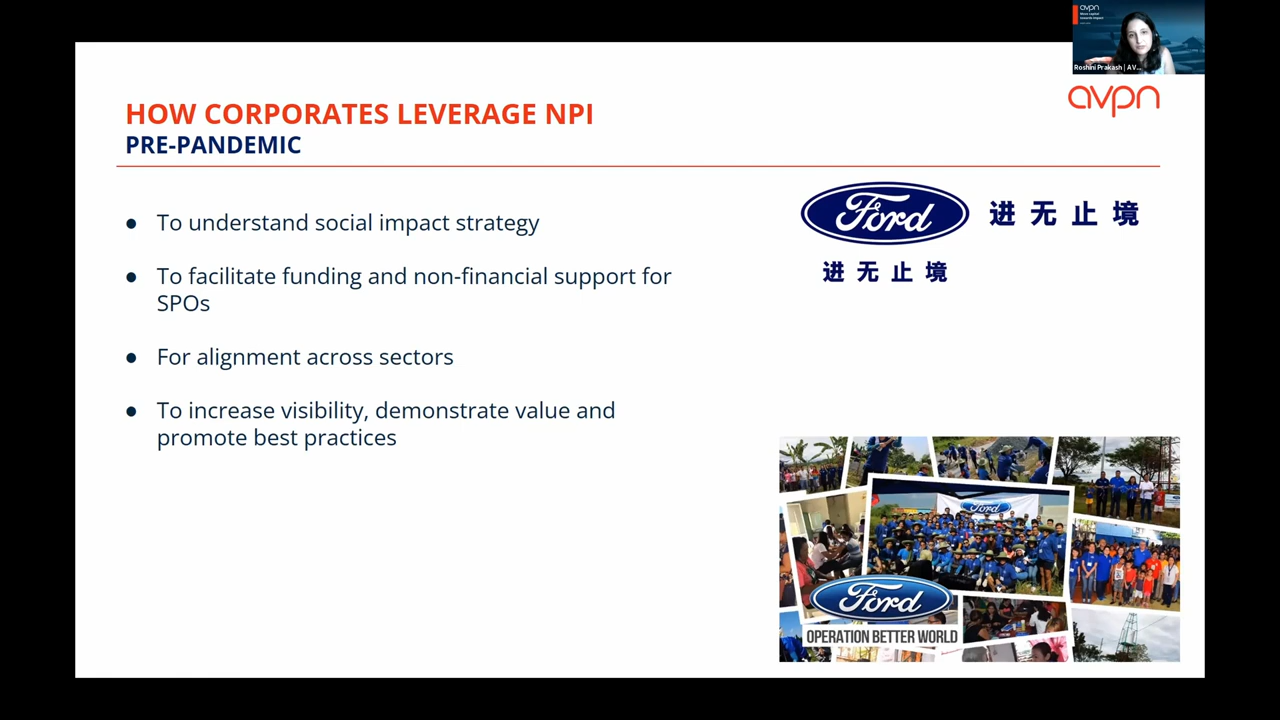 avpn
Roshini Prakash | AV...
avpn
HOW CORPORATES LEVERAGE NPI
PRE-PANDEMIC
● To understand social impact strategy
● To facilitate funding and non-financial support for
SPOs
● For alignment across sectors
● To increase visibility, demonstrate value and
promote best practices
Ford 进无止境
进无止境
Ford
Ford
OPERATION BETTER WORLD